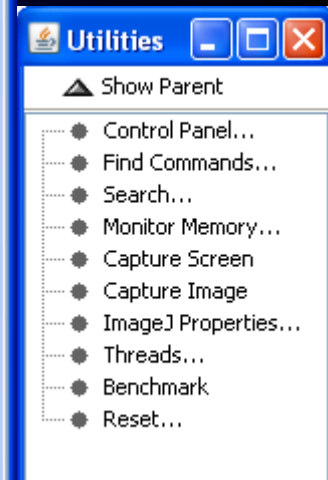 Utilities
Show Parent
Control Panel...
Find Commands...
Search...
Monitor Memory...
Capture Screen
Capture Image
ImageJ Properties...
Threads...
Benchmark
Reset...